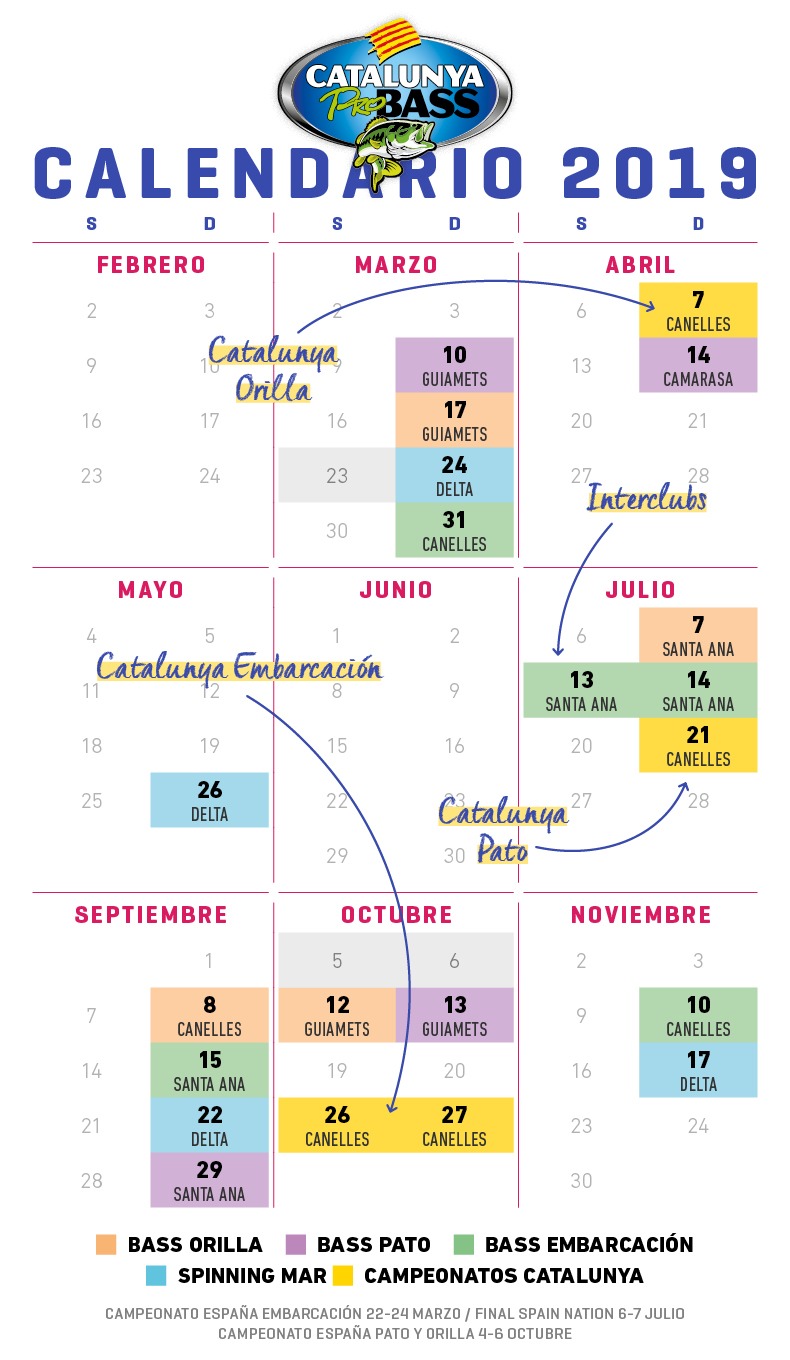 CATALUNYA
PRO BASS
CALENDARIO 2019
S D S D S D
FEBRERO
2 3
9 10
16 17
23 24
MARZO
2 3
9 10
GUIAMETS
16 17
GUIAMETS
23 24
DELTA
30 31
CANELLES
ABRIL
6 7
CANELLES
13 14
CAMARASA
20 21
27 28
Catalunya
Orilla
Interclubs
MAYO
4 5
11 12
18 19
25 26
DELTA
Catalunya Embarcación
JUNIO
1 2
8 9
15 16
22 23
29 30
Catalunya
Pato
JULIO
6 7
SANTA ANA
13 14
SANTA ANA SANTA ANA
20 21
CANELLES
27 28
SEPTIEMBRE
1
7 8
CANELLES
14 15
SANTA ANA
21 22
DELTA
28 29
SANTA ANA
OCTUBRE
5 6
12 13
GUIAMETS GUIAMETS
19 20
26 27
CANELLES CANELLES
NOVIEMBRE
2 3
9 10
CANELLES
16 17
DELTA
23 24
30
BASS ORILLA BASS PATO BASS EMBARCACIÓN
SPINNING MAR CAMPEONATOS CATALUNYA
CAMPEONATO ESPAÑA EMBARCACIÓN 22-24 MARZO / FINAL SPAIN NATION 6-7 JULIO
CAMPEONATO ESPAÑA PATO Y ORILLA 4-6 OCTUBRE